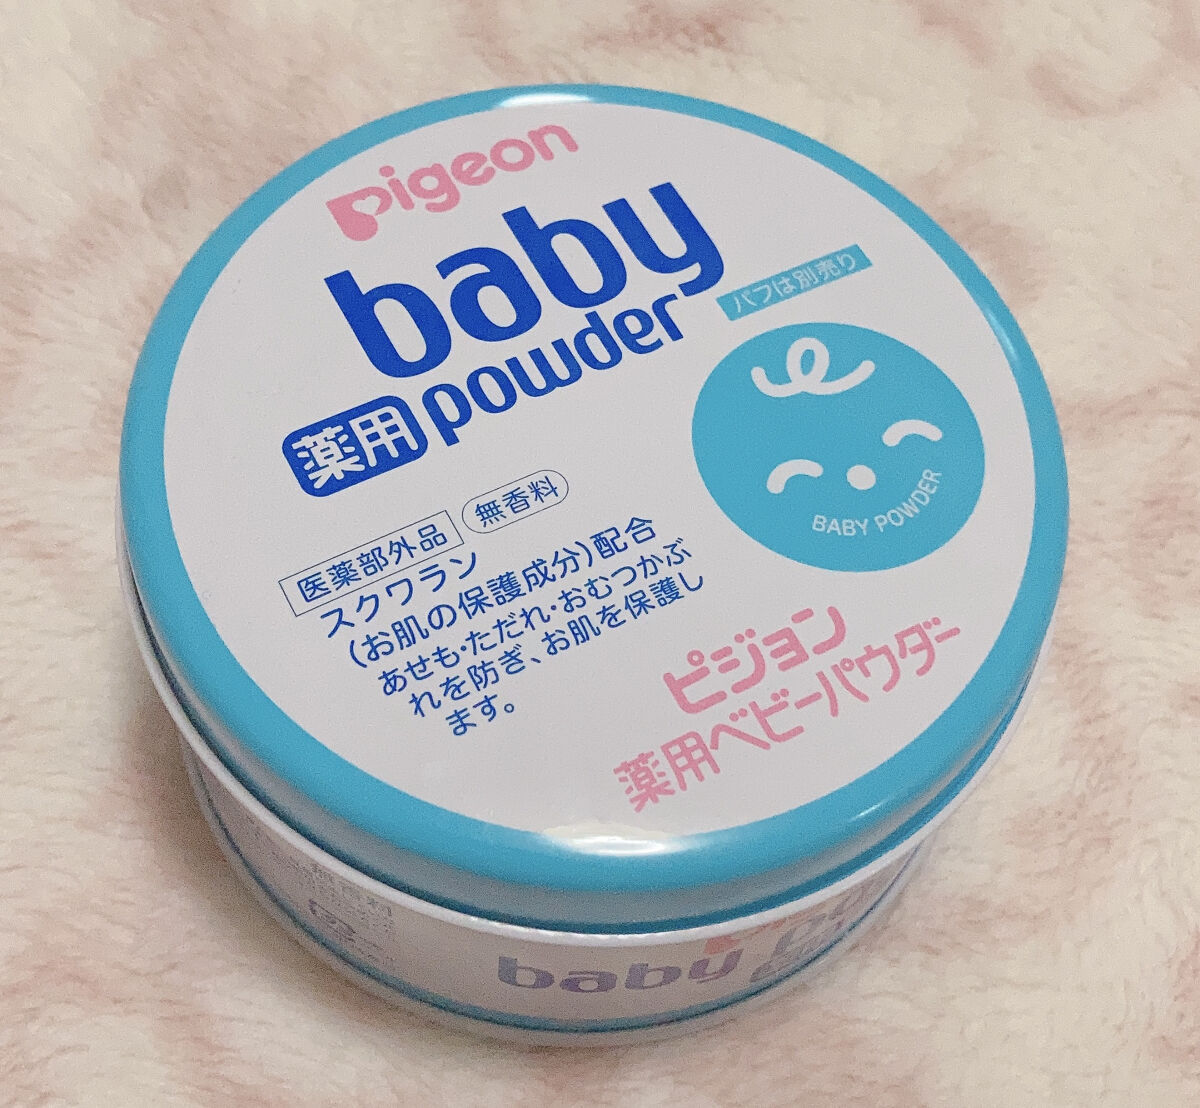 Pigeon
baby
薬用 powder
パフは別売り
BABY POWDER
医薬部外品 無香料
スクワラン
(お肌の保護成分)配合
あせも・ただれ・おむつかぶ
れを防ぎ、お肌を保護し
ます。
ピジョン
薬用ベビーパウダー
baby